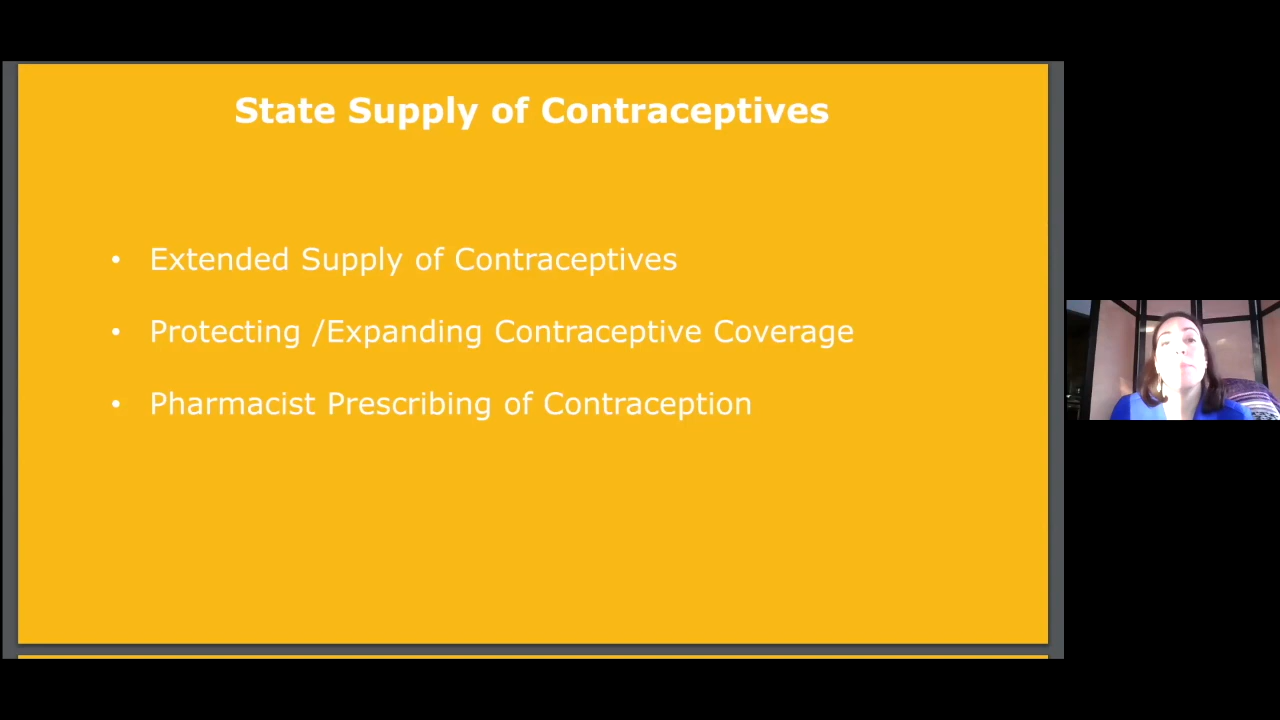 State Supply of Contraceptives
• Extended Supply of Contraceptives
• Protecting /Expanding Contraceptive Coverage
• Pharmacist Prescribing of Contraception